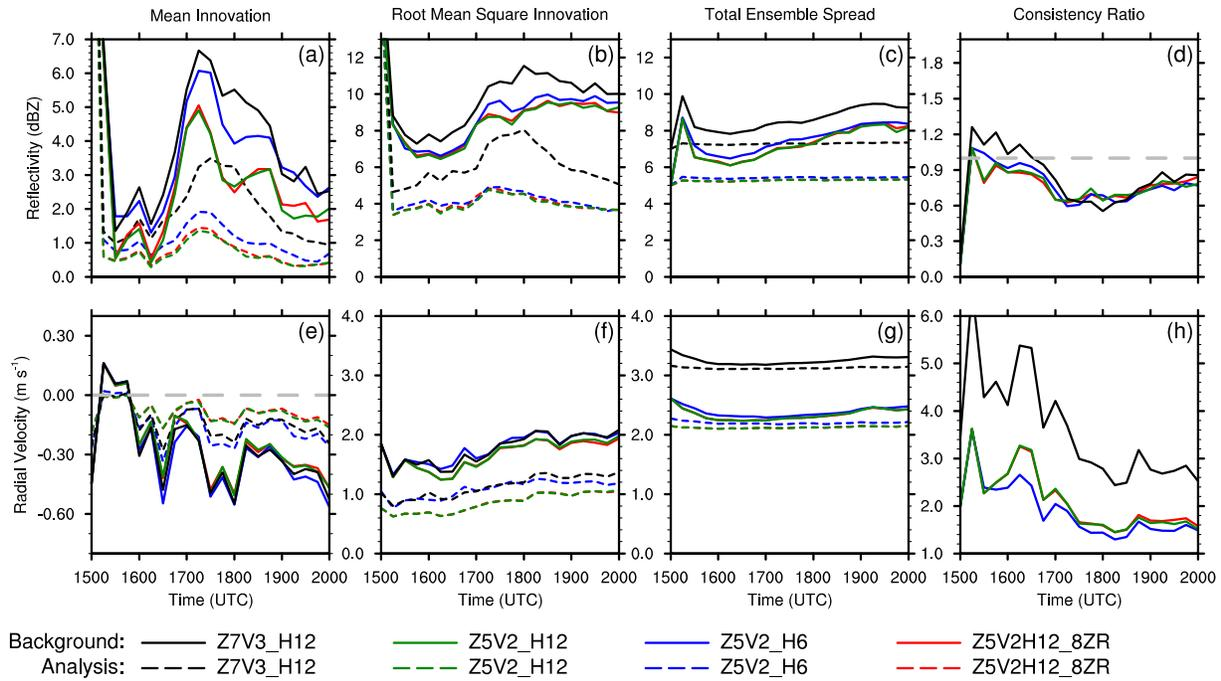 Mean Innovation
Root Mean Square Innovation
Total Ensemble Spread
Consistency Ratio
Reflectivity (dBZ)
7.0
6.0
5.0
4.0
3.0
2.0
1.0
0.0
(a)
12
10
8
6
4
2
0
(b)
12
10
8
6
4
2
0
(c)
1.8
1.5
1.2
0.9
0.6
0.3
0.0
(d)
Radial Velocity (m s⁻¹)
0.30
0.00
-0.30
-0.60
(e)
4.0
3.0
2.0
1.0
0.0
(f)
4.0
3.0
2.0
1.0
0.0
(g)
6.0
5.0
4.0
3.0
2.0
1.0
(h)
1500 1600 1700 1800 1900 2000
1500 1600 1700 1800 1900 2000
1500 1600 1700 1800 1900 2000
1500 1600 1700 1800 1900 2000
Time (UTC)
Time (UTC)
Time (UTC)
Time (UTC)
Background: Z7V3_H12 Z5V2_H12 Z5V2_H6 Z5V2H12_8ZR
Analysis: Z7V3_H12 Z5V2_H12 Z5V2_H6 Z5V2H12_8ZR